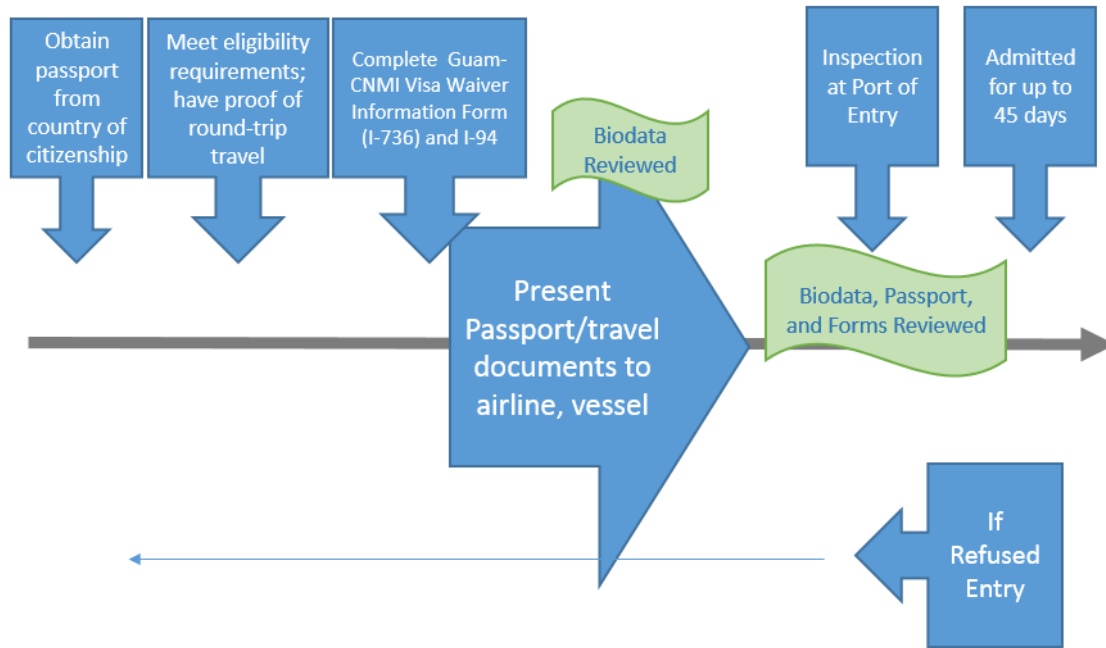 Obtain
passport
from
country of
citizenship
Meet eligibility
requirements;
have proof of
round-trip
travel
Complete Guam-
CNMI Visa Waiver
Information Form
(I-736) and I-94
Biodata
Reviewed
Present
Passport/travel
documents to
airline, vessel
Inspection
at Port of
Entry
Admitted
for up to
45 days
Biodata, Passport,
and Forms Reviewed
If
Refused
Entry